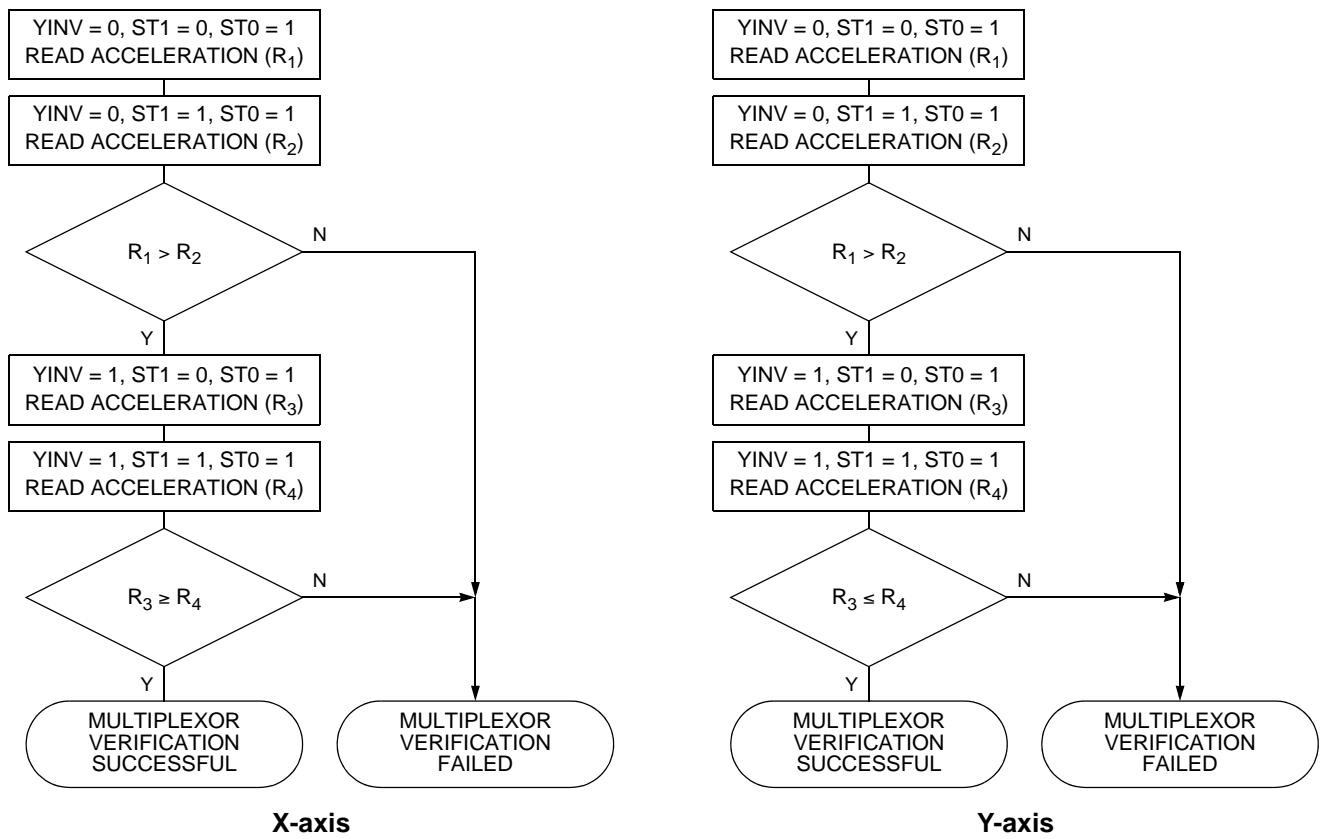 YINV = 0, ST1 = 0, ST0 = 1
READ ACCELERATION (R1)
YINV = 0, ST1 = 1, ST0 = 1
READ ACCELERATION (R2)
R1 > R2
N
Y
YINV = 1, ST1 = 0, ST0 = 1
READ ACCELERATION (R3)
YINV = 1, ST1 = 1, ST0 = 1
READ ACCELERATION (R4)
R3 ≥ R4
N
Y
MULTIPLEXOR
VERIFICATION
SUCCESSFUL
MULTIPLEXOR
VERIFICATION
FAILED
X-axis
YINV = 0, ST1 = 0, ST0 = 1
READ ACCELERATION (R1)
YINV = 0, ST1 = 1, ST0 = 1
READ ACCELERATION (R2)
R1 > R2
N
Y
YINV = 1, ST1 = 0, ST0 = 1
READ ACCELERATION (R3)
YINV = 1, ST1 = 1, ST0 = 1
READ ACCELERATION (R4)
R3 ≤ R4
N
Y
MULTIPLEXOR
VERIFICATION
SUCCESSFUL
MULTIPLEXOR
VERIFICATION
FAILED
Y-axis